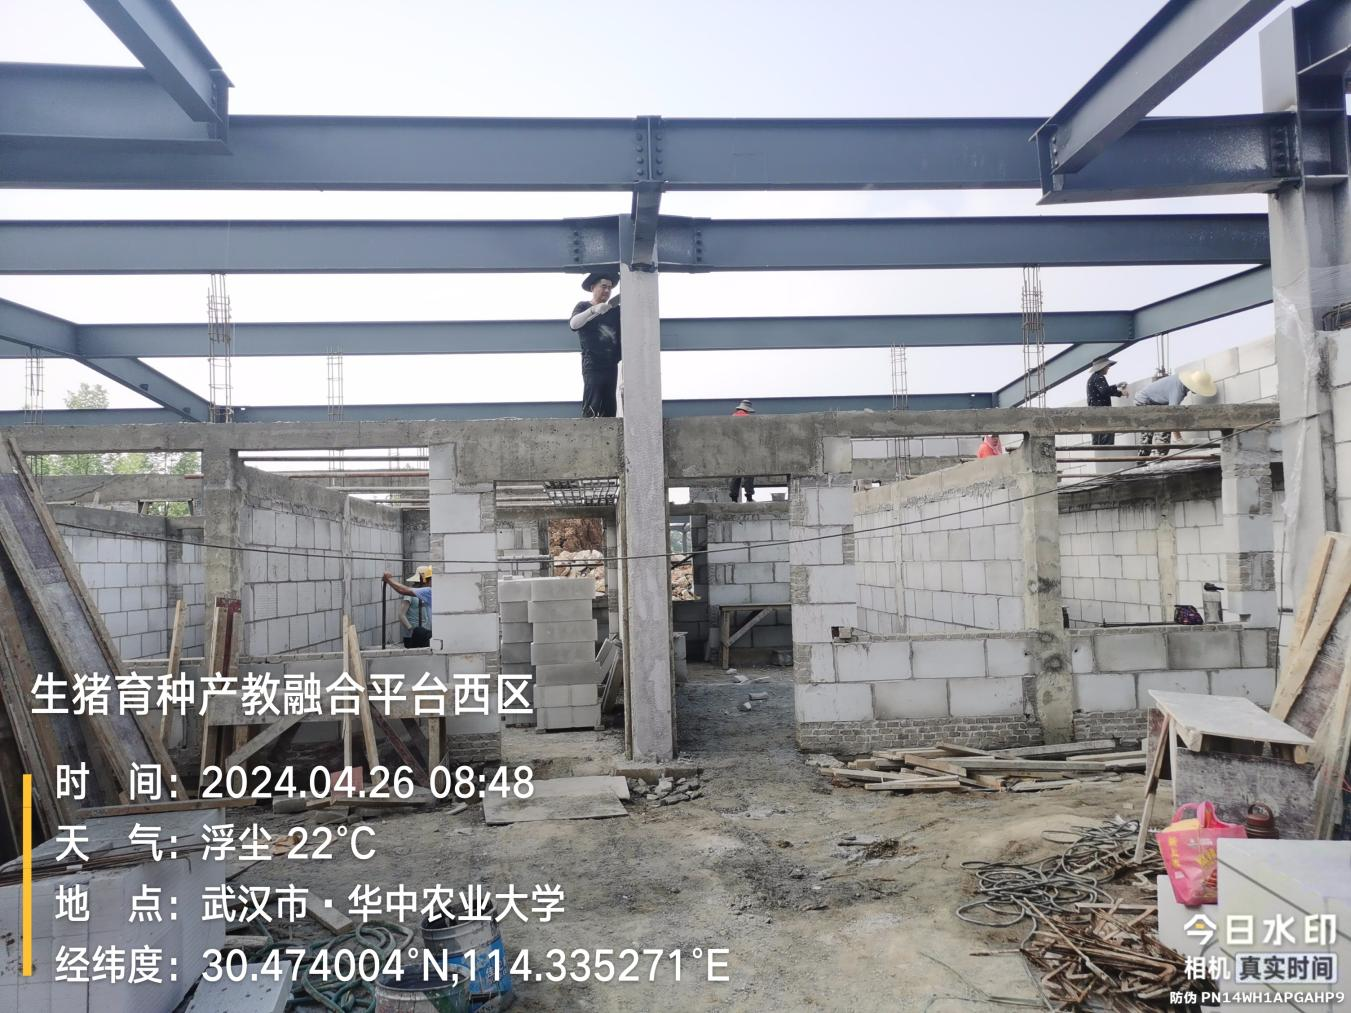 生猪育种产教融合平台西区
时 间：2024.04.26 08:48
天 气：浮尘 22°C
地 点：武汉市·华中农业大学
经纬度：30.474004°N,114.335271°E
今日水印
相机 真实时间
防伪 PN14WH1APGAHP9